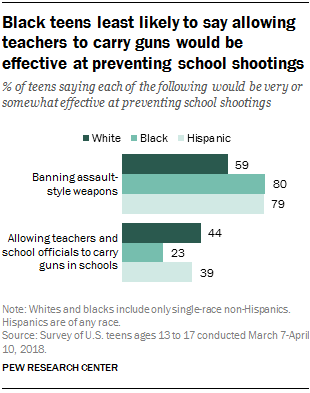 Black teens least likely to say allowing
teachers to carry guns would be
effective at preventing school shootings
% of teens saying each of the following would be very or
somewhat effective at preventing school shootings
White Black Hispanic
Banning assault-
style weapons
59
80
79
Allowing teachers and
school officials to carry
guns in schools
44
23
39
Note: Whites and blacks include only single-race non-Hispanics.
Hispanics are of any race.
Source: Survey of U.S. teens ages 13 to 17 conducted March 7-April
10, 2018.
PEW RESEARCH CENTER